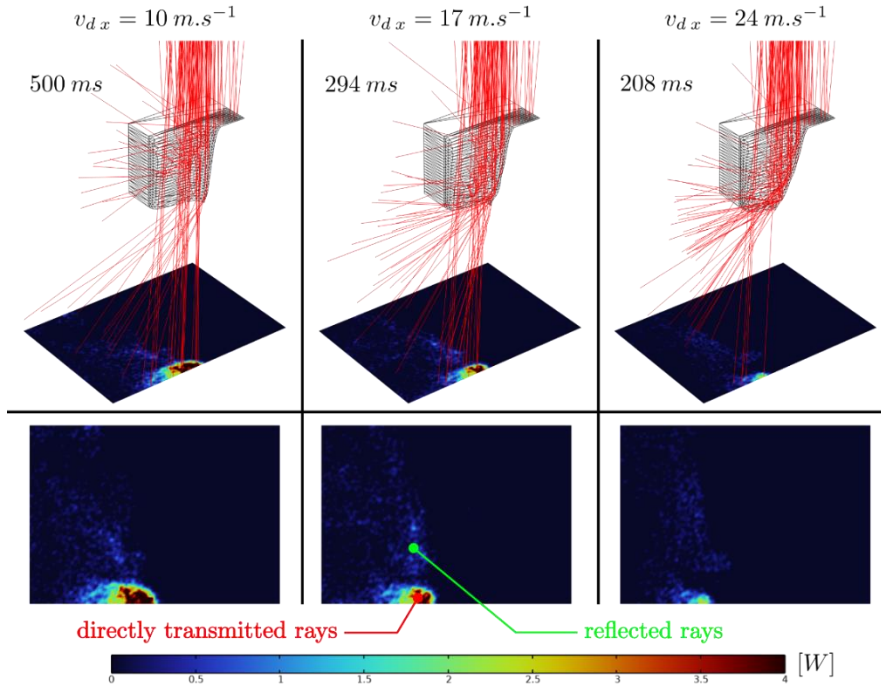 v_{d x} = 10 m.s^{-1}
v_{d x} = 17 m.s^{-1}
v_{d x} = 24 m.s^{-1}
500 ms
294 ms
208 ms
directly transmitted rays
reflected rays
[W]
0 0.5 1 1.5 2 2.5 3 3.5 4